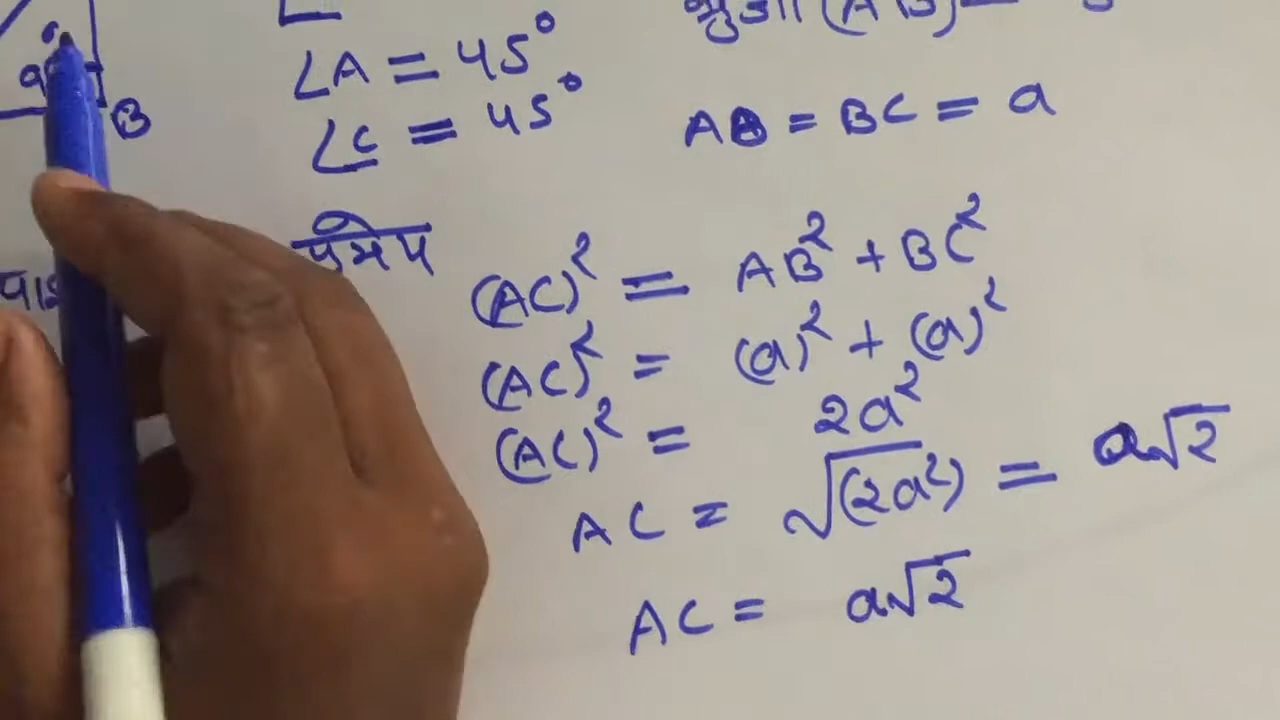 भुजा (AB) =
∠A = 45°
∠C = 45°
B
AB = BC = a
प्रमेय
(AC)² = AB² + BC²
(AC)² = (a)² + (a)²
(AC)² = 2a²
AC = √(2a²) = a√2
AC = a√2